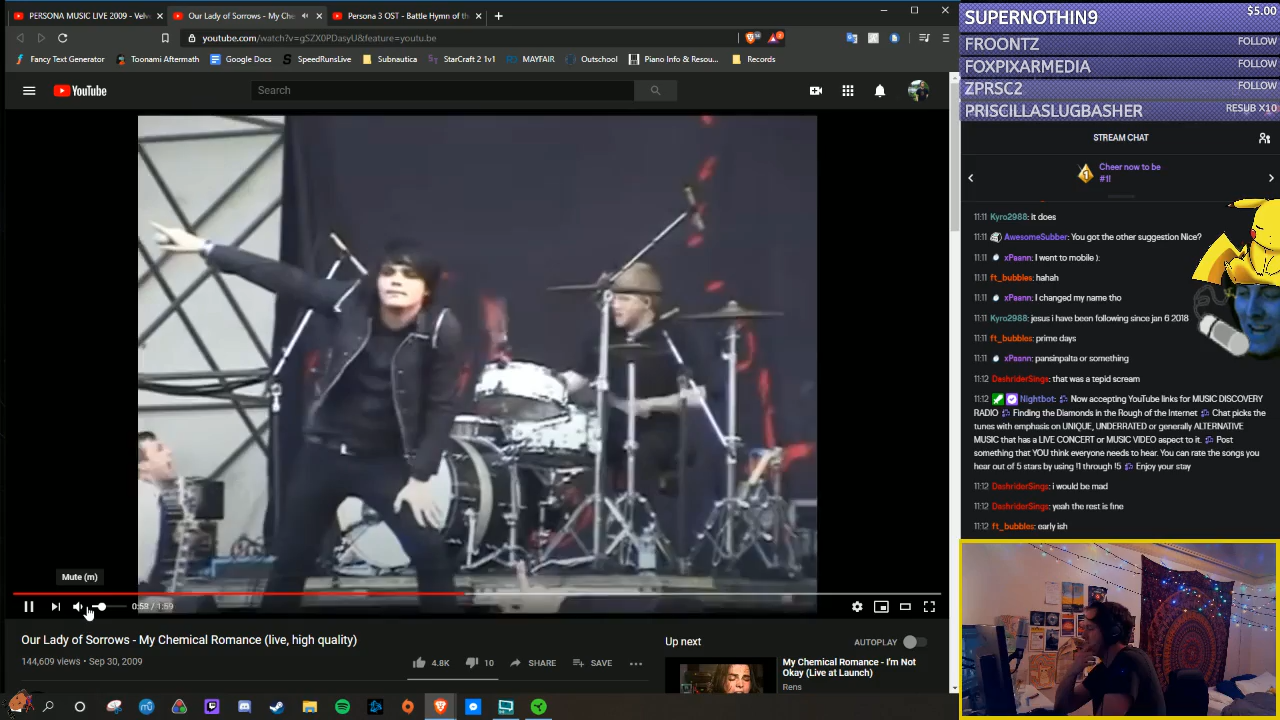 PERSONA MUSIC LIVE 2009 - Velv
Our Lady of Sorrows - My Che
Persona 3 OST - Battle Hymn of th
youtube.com/watch?v=gSZX0PDasyU&feature=youtu.be
Fancy Text Generator
Toonami Aftermath
Google Docs
SpeedRunsLive
Subnautica
StarCraft 2 1v1
MAYFAIR
Outschool
Piano Info & Resou...
Records
YouTube
Search
Mute (m)
0:58 / 1:59
Our Lady of Sorrows - My Chemical Romance (live, high quality)
144,609 views • Sep 30, 2009
4.8K
10
SHARE
SAVE
Up next
AUTOPLAY
My Chemical Romance - I'm Not
Okay (Live at Launch)
Rens
SUPERNOTHIN9 $5.00
FROONTZ FOLLOW
FOXPIXARMEDIA FOLLOW
ZPRSC2 FOLLOW
PRISCILLASLUGBASHER RESUB X10
STREAM CHAT
Cheer now to be
#1!
11:11 Kyro2988: it does
11:11 AwesomeSubber: You got the other suggestion Nice?
11:11 xPaann: I went to mobile ):
11:11 ft_bubbles: hahah
11:11 xPaann: I changed my name tho
11:11 Kyro2988: jesus i have been following since jan 6 2018
11:11 ft_bubbles: prime days
11:11 xPaann: pansinpalta or something
11:12 DashriderSings: that was a tepid scream
11:12 Nightbot: Now accepting YouTube links for MUSIC DISCOVERY
RADIO Finding the Diamonds in the Rough of the Internet Chat picks the
tunes with emphasis on UNIQUE, UNDERRATED or generally ALTERNATIVE
MUSIC that has a LIVE CONCERT or MUSIC VIDEO aspect to it. Post
something that YOU think everyone needs to hear. You can rate the songs you
hear out of 5 stars by using !1 through !5 Enjoy your stay
11:12 DashriderSings: i would be mad
11:12 DashriderSings: yeah the rest is fine
11:12 ft_bubbles: early ish